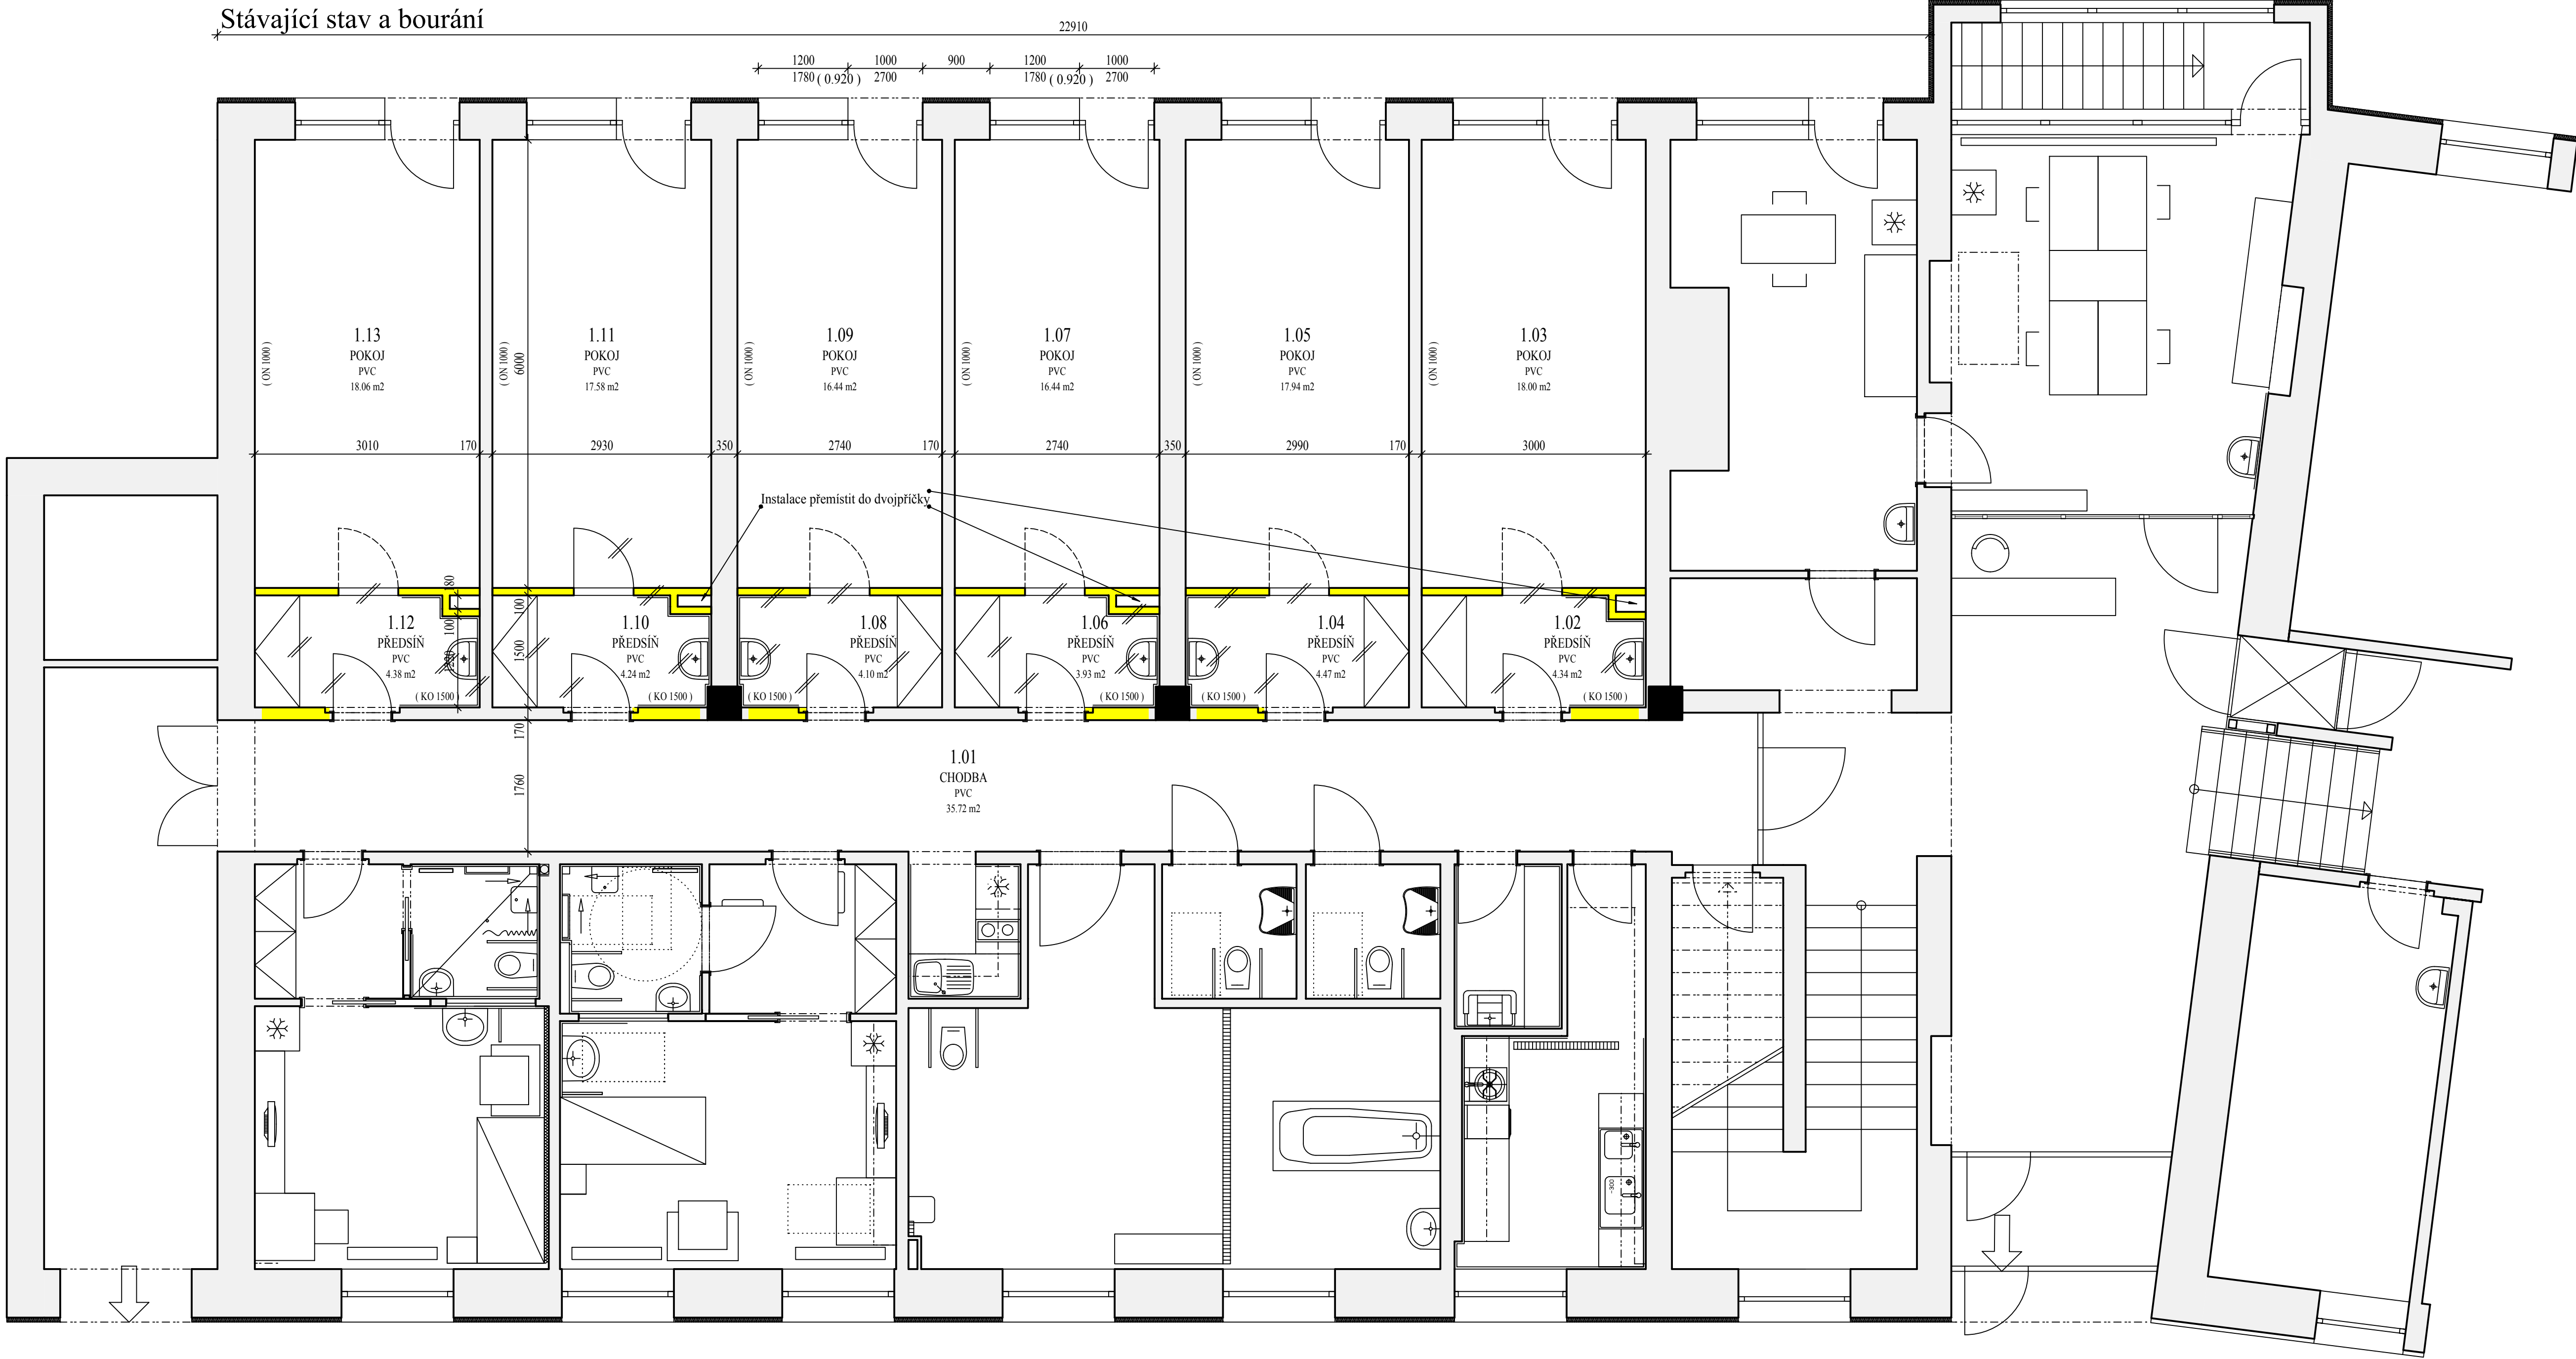 Stávající stav a bourání
22910
1200
1000
900
1200
1000
1780 ( 0.920 )
2700
1780 ( 0.920 )
2700
1.13
POKOJ
PVC
18.06 m2
( ON 1000 )
1.11
POKOJ
PVC
17.58 m2
( ON 1000 )
6000
1.09
POKOJ
PVC
16.44 m2
( ON 1000 )
1.07
POKOJ
PVC
16.44 m2
( ON 1000 )
1.05
POKOJ
PVC
17.94 m2
( ON 1000 )
1.03
POKOJ
PVC
18.00 m2
( ON 1000 )
3010
170
2930
350
2740
170
2740
350
2990
170
3000
Instalace přemístit do dvojpříčky
100
100
1500
1.12
PŘEDSÍŇ
PVC
4.38 m2
( KO 1500 )
1.10
PŘEDSÍŇ
PVC
4.24 m2
( KO 1500 )
1.08
PŘEDSÍŇ
PVC
4.10 m2
( KO 1500 )
1.06
PŘEDSÍŇ
PVC
3.93 m2
( KO 1500 )
1.04
PŘEDSÍŇ
PVC
4.47 m2
( KO 1500 )
1.02
PŘEDSÍŇ
PVC
4.34 m2
( KO 1500 )
170
1760
1.01
CHODBA
PVC
35.72 m2
~300